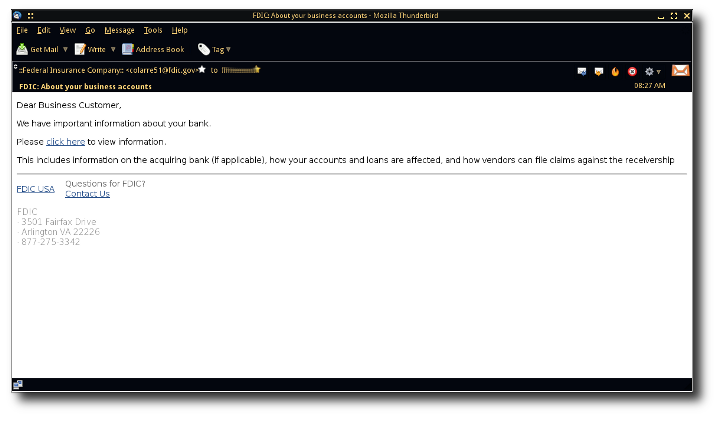 FDIC: About your business accounts - Mozilla Thunderbird
File Edit View Go Message Tools Help
Get Mail Write Address Book Tag
::Federal Insurance Company:: <colarre51@fdic.gov> to
FDIC: About your business accounts 08:27 AM
Dear Business Customer,
We have important information about your bank.
Please click here to view information.
This includes information on the acquiring bank (if applicable), how your accounts and loans are affected, and how vendors can file claims against the receivership
Questions for FDIC?
FDIC USA
Contact Us
FDIC
· 3501 Fairfax Drive
· Arlington VA 22226
· 877-275-3342